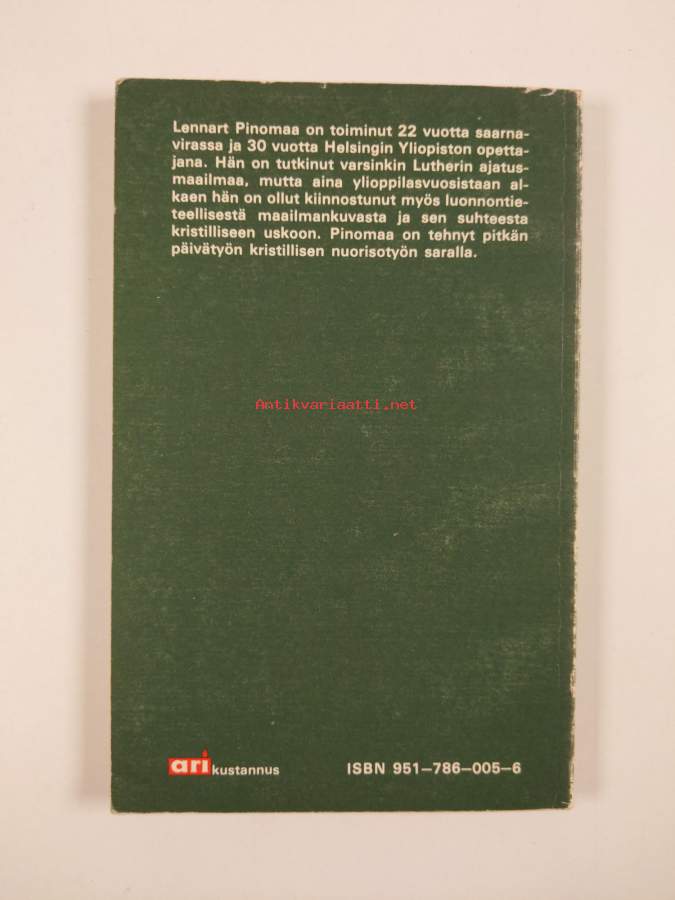 Lennart Pinomaa on toiminut 22 vuotta saarna-
virassa ja 30 vuotta Helsingin Yliopiston opetta-
jana. Hän on tutkinut varsinkin Lutherin ajatus-
maailmaa, mutta aina ylioppilasvuosistaan al-
kaen hän on ollut kiinnostunut myös luonnontie-
teellisestä maailmankuvasta ja sen suhteesta
kristilliseen uskoon. Pinomaa on tehnyt pitkän
päivätyön kristillisen nuorisotyön saralla.
Antikvariaatti.net
ari kustannus
ISBN 951—786—005—6